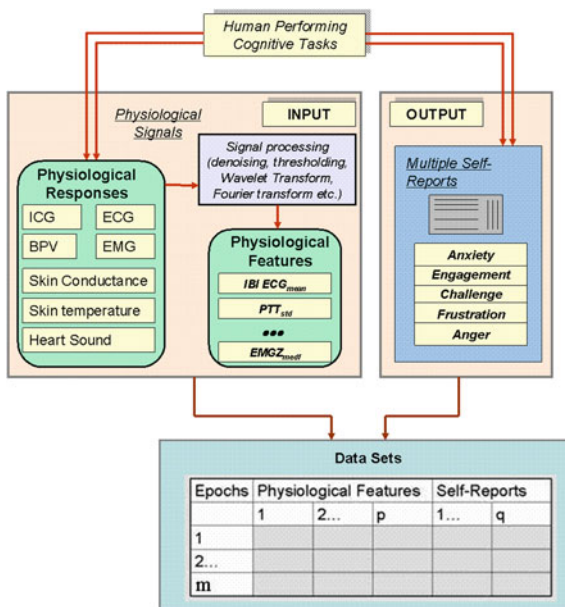 Human Performing
Cognitive Tasks
Physiological
Signals
INPUT
OUTPUT
Physiological
Responses
ICG
ECG
BPV
EMG
Skin Conductance
Skin temperature
Heart Sound
Signal processing
(denoising, thresholding,
Wavelet Transform,
Fourier transform etc.)
Physiological
Features
IBI ECGmean
PTTstd
•••
EMGZmedf
Multiple Self-
Reports
Anxiety
Engagement
Challenge
Frustration
Anger
Data Sets
Epochs Physiological Features Self-Reports
1 2... p 1... q
1
2...
m